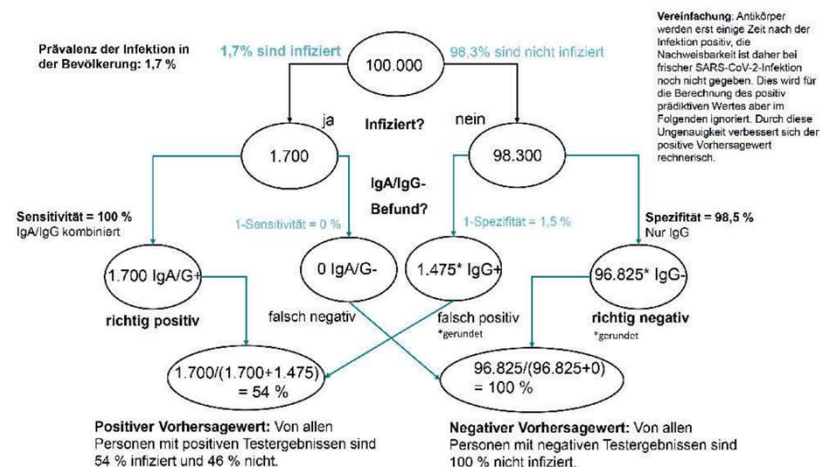 Prävalenz der Infektion in
der Bevölkerung: 1,7 %
1,7% sind infiziert
100.000
98,3% sind nicht infiziert
Vereinfachung: Antikörper
werden erst einige Zeit nach der
Infektion positiv, die
Nachweisbarkeit ist daher bei
frischer SARS-CoV-2-Infektion
noch nicht gegeben. Dies wird für
die Berechnung des positiv
prädiktiven Wertes aber im
Folgenden ignoriert. Durch diese
Ungenauigkeit verbessert sich der
positive Vorhersagewert
rechnerisch.
ja
Infiziert?
nein
1.700
98.300
IgA/IgG-
Befund?
Sensitivität = 100 %
IgA/IgG kombiniert
1-Sensitivität = 0 %
1-Spezifität = 1,5 %
Spezifität = 98,5 %
Nur IgG
1.700 IgA/G+
0 IgA/G-
1.475* IgG+
96.825* IgG-
richtig positiv
falsch negativ
falsch positiv
*gerundet
richtig negativ
*gerundet
1.700/(1.700+1.475)
= 54 %
96.825/(96.825+0)
= 100 %
Positiver Vorhersagewert: Von allen
Personen mit positiven Testergebnissen sind
54 % infiziert und 46 % nicht.
Negativer Vorhersagewert: Von allen
Personen mit negativen Testergebnissen sind
100 % nicht infiziert.